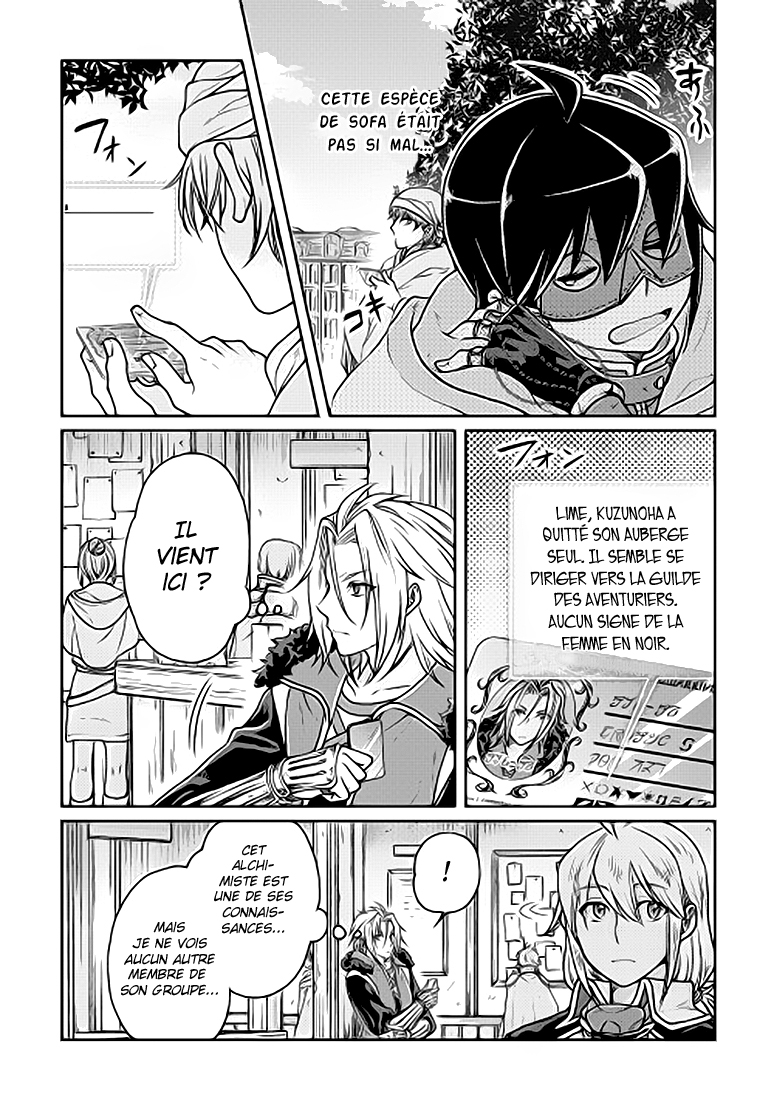 CETTE ESPÈCE
DE SOFA ÉTAIT
PAS SI MAL...
あふ
コキ
フォン
フォン
LIME, KUZUNOHA A
QUITTÉ SON AUBERGE
SEUL. IL SEMBLE SE
DIRIGER VERS LA GUILDE
DES AVENTURIERS.
AUCUN SIGNE DE LA
FEMME EN NOIR.
IL
VIENT
ICI ?
CET
ALCHI-
MISTE EST
UNE DE SES
CONNAIS-
SANCES...
MAIS
JE NE VOIS
AUCUN AUTRE
MEMBRE DE
SON GROUPE...
!